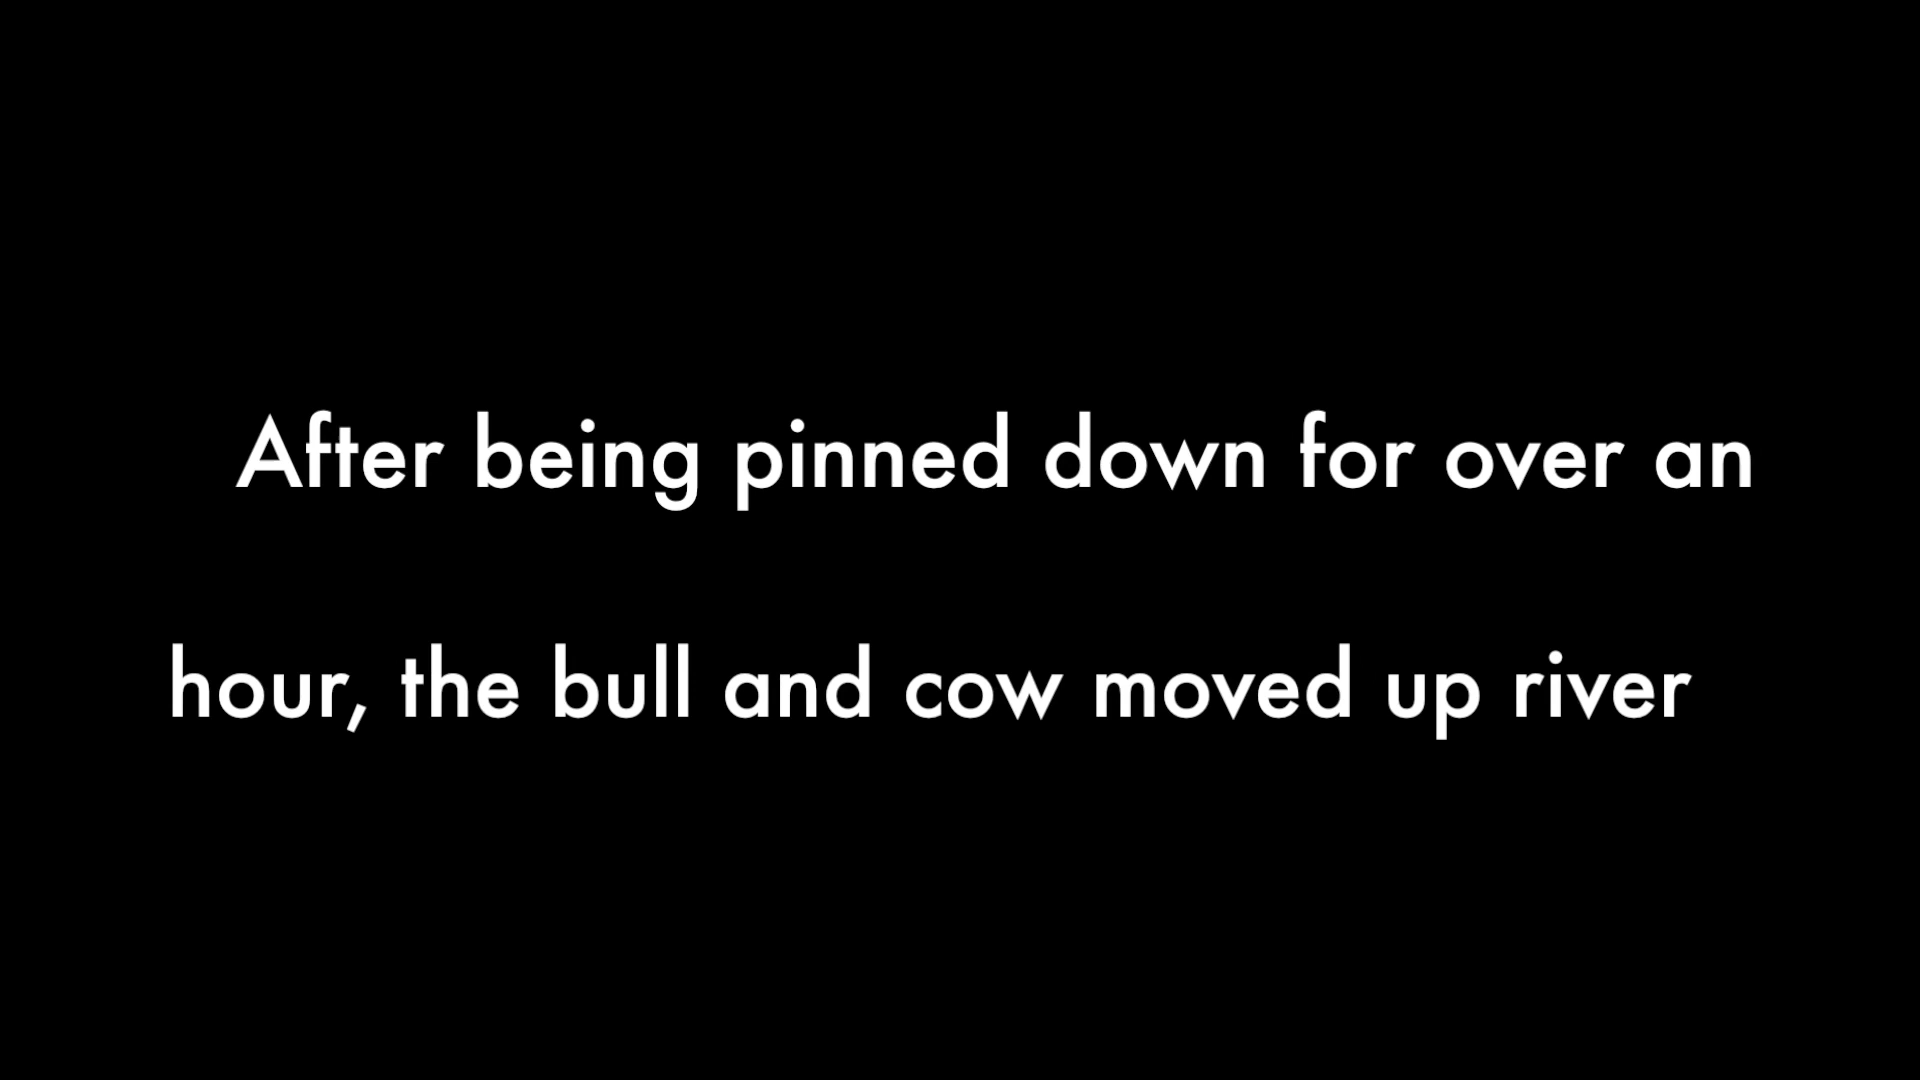 After being pinned down for over an
hour, the bull and cow moved up river